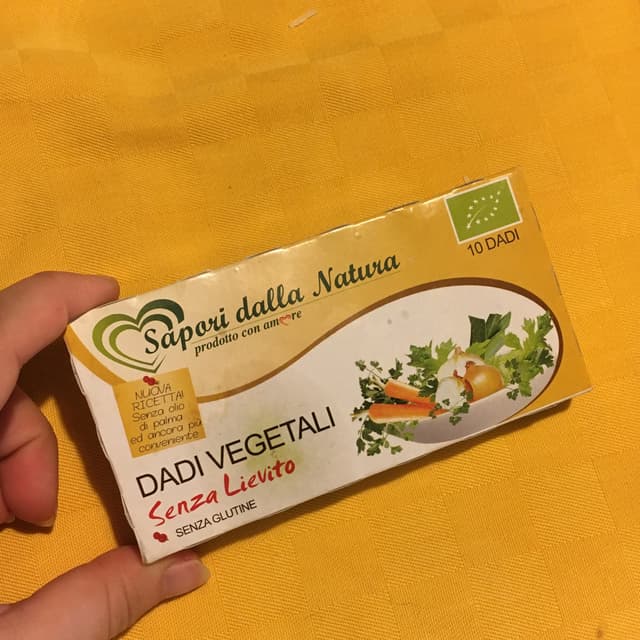 10 DADI
Sapori dalla Natura
prodotto con amore
NUOVA
RICETTA!
Senza olio
di palma
ed ancora più
conveniente
DADI VEGETALI
Senza Lievito
SENZA GLUTINE